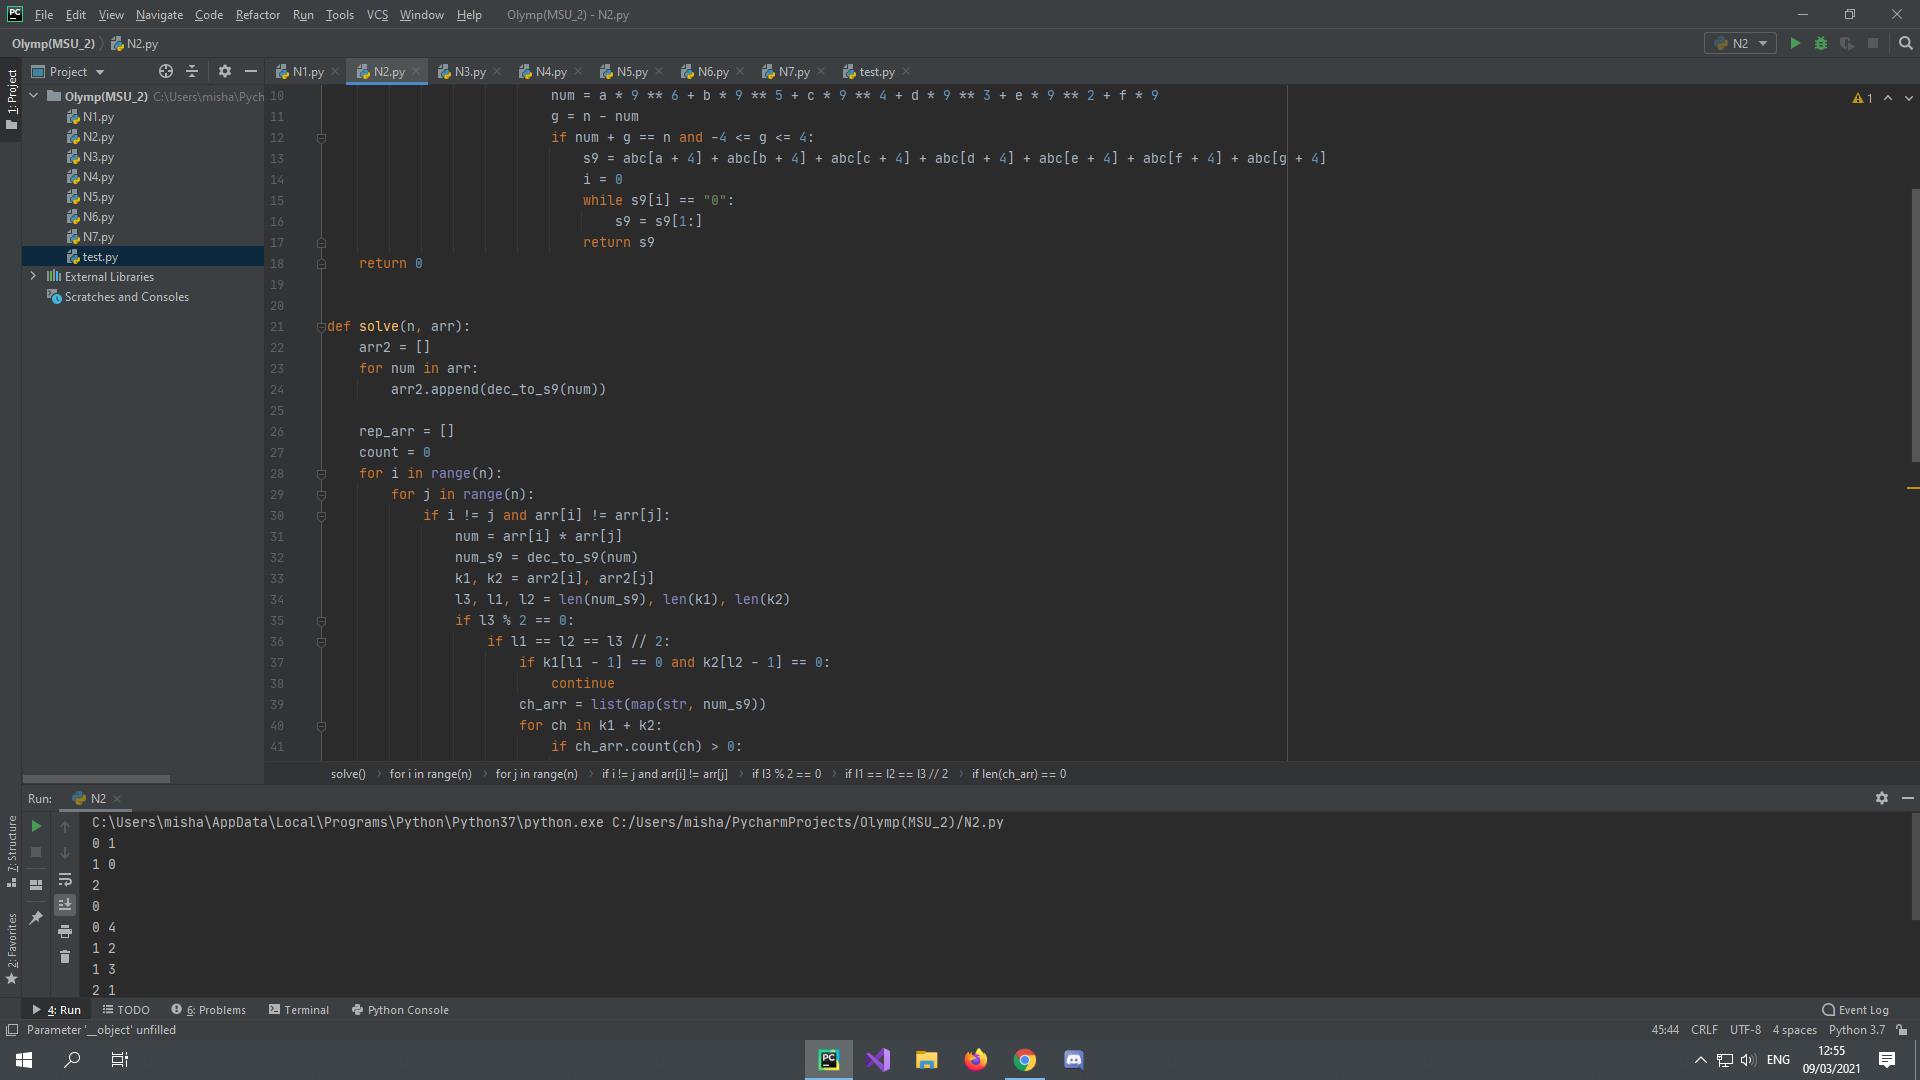 PC File Edit View Navigate Code Refactor Run Tools VCS Window Help Olymp(MSU_2) - N2.py
Olymp(MSU_2) N2.py N2
1: Project Project N1.py N2.py N3.py N4.py N5.py N6.py N7.py test.py
Olymp(MSU_2) C:\Users\misha\Pych
N1.py
N2.py
N3.py
N4.py
N5.py
N6.py
N7.py
test.py
External Libraries
Scratches and Consoles
10 num = a * 9 ** 6 + b * 9 ** 5 + c * 9 ** 4 + d * 9 ** 3 + e * 9 ** 2 + f * 9
11 g = n - num
12 if num + g == n and -4 <= g <= 4:
13 s9 = abc[a + 4] + abc[b + 4] + abc[c + 4] + abc[d + 4] + abc[e + 4] + abc[f + 4] + abc[g + 4]
14 i = 0
15 while s9[i] == "0":
16 s9 = s9[1:]
17 return s9
18 return 0
19
20
21 def solve(n, arr):
22 arr2 = []
23 for num in arr:
24 arr2.append(dec_to_s9(num))
25
26 rep_arr = []
27 count = 0
28 for i in range(n):
29 for j in range(n):
30 if i != j and arr[i] != arr[j]:
31 num = arr[i] * arr[j]
32 num_s9 = dec_to_s9(num)
33 k1, k2 = arr2[i], arr2[j]
34 l3, l1, l2 = len(num_s9), len(k1), len(k2)
35 if l3 % 2 == 0:
36 if l1 == l2 == l3 // 2:
37 if k1[l1 - 1] == 0 and k2[l2 - 1] == 0:
38 continue
39 ch_arr = list(map(str, num_s9))
40 for ch in k1 + k2:
41 if ch_arr.count(ch) > 0:
1
solve() for i in range(n) for j in range(n) if i != j and arr[i] != arr[j] if l3 % 2 == 0 if l1 == l2 == l3 // 2 if len(ch_arr) == 0
Run: N2
C:\Users\misha\AppData\Local\Programs\Python\Python37\python.exe C:/Users/misha/PycharmProjects/Olymp(MSU_2)/N2.py
0 1
1 0
2
0
0 4
1 2
1 3
2 1
7: Structure
2: Favorites
4: Run TODO 6: Problems Terminal Python Console Event Log
Parameter '__object' unfilled 45:44 CRLF UTF-8 4 spaces Python 3.7
PC ENG 12:55
09/03/2021